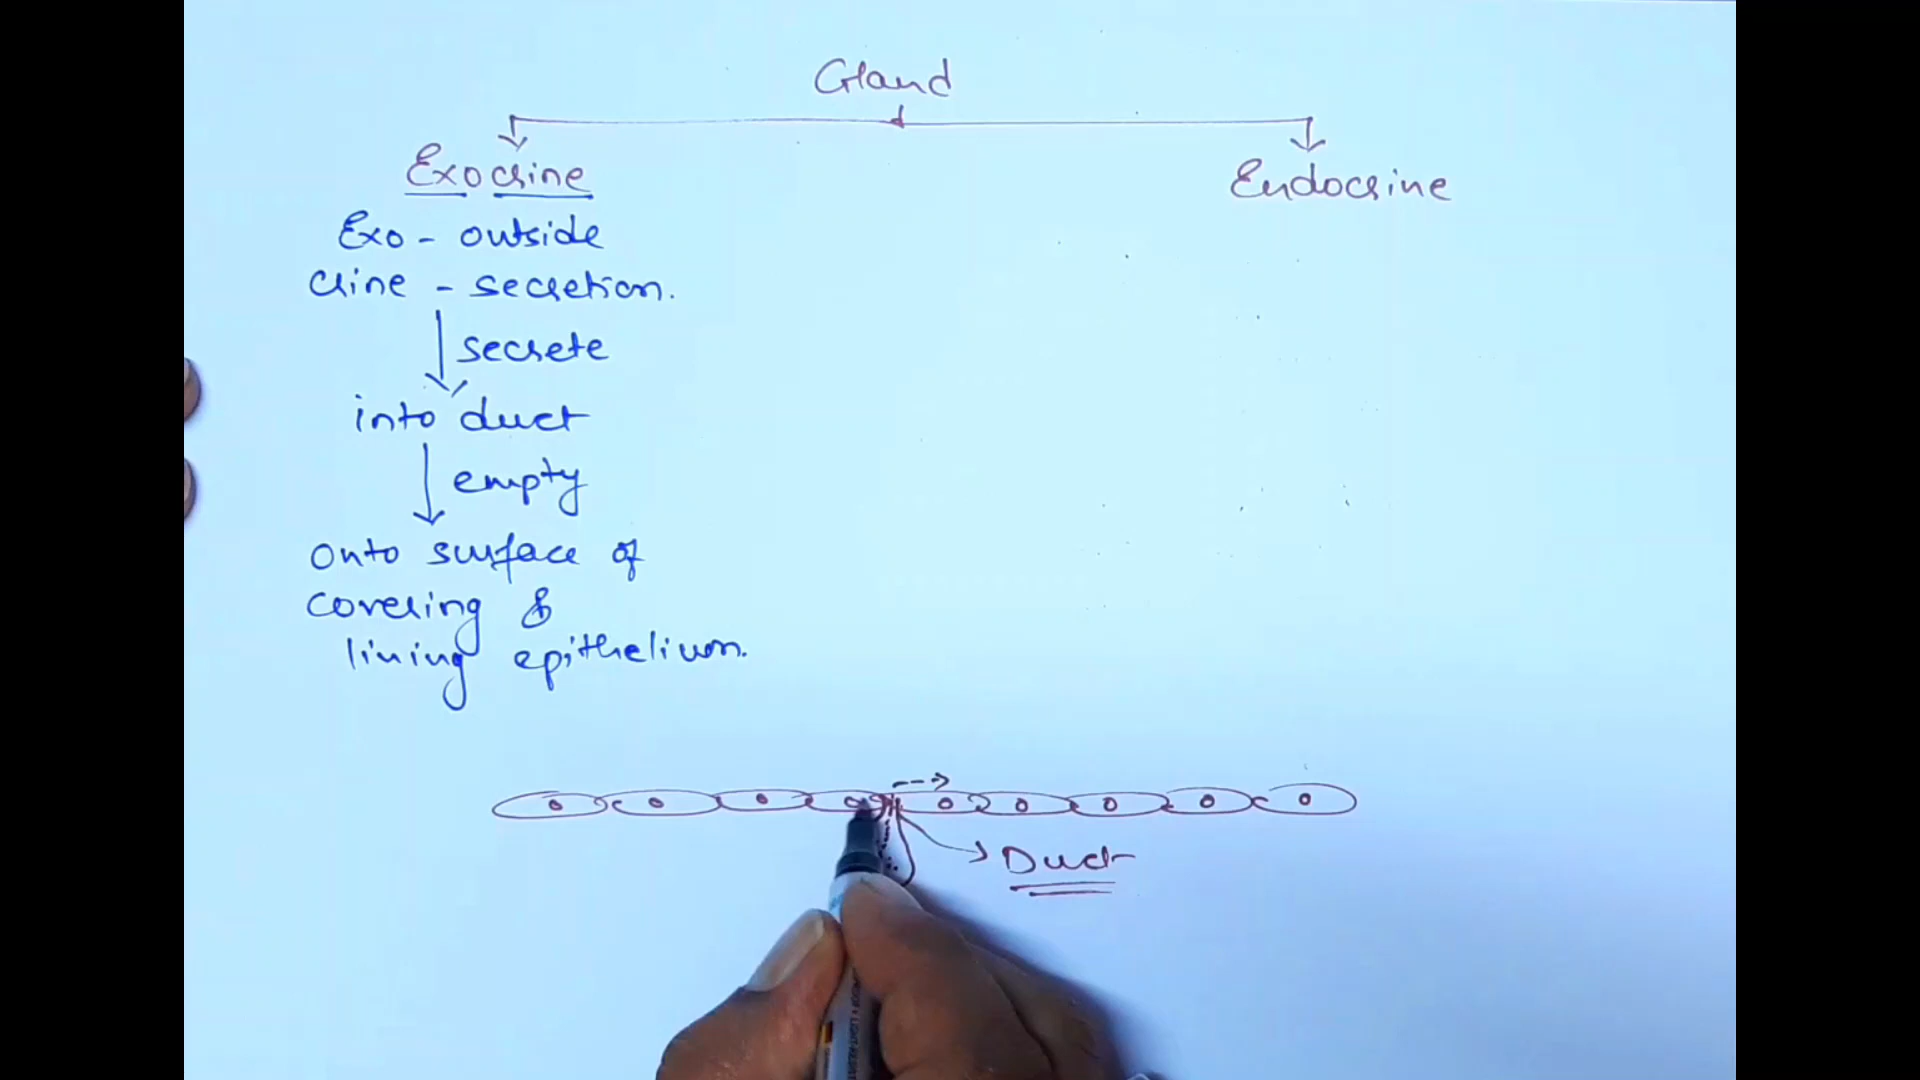 Gland
Exocrine
Endocrine
Exo - outside
Crine - secretion.
secrete
into duct
empty
onto surface of
covering &
lining epithelium.
Duct